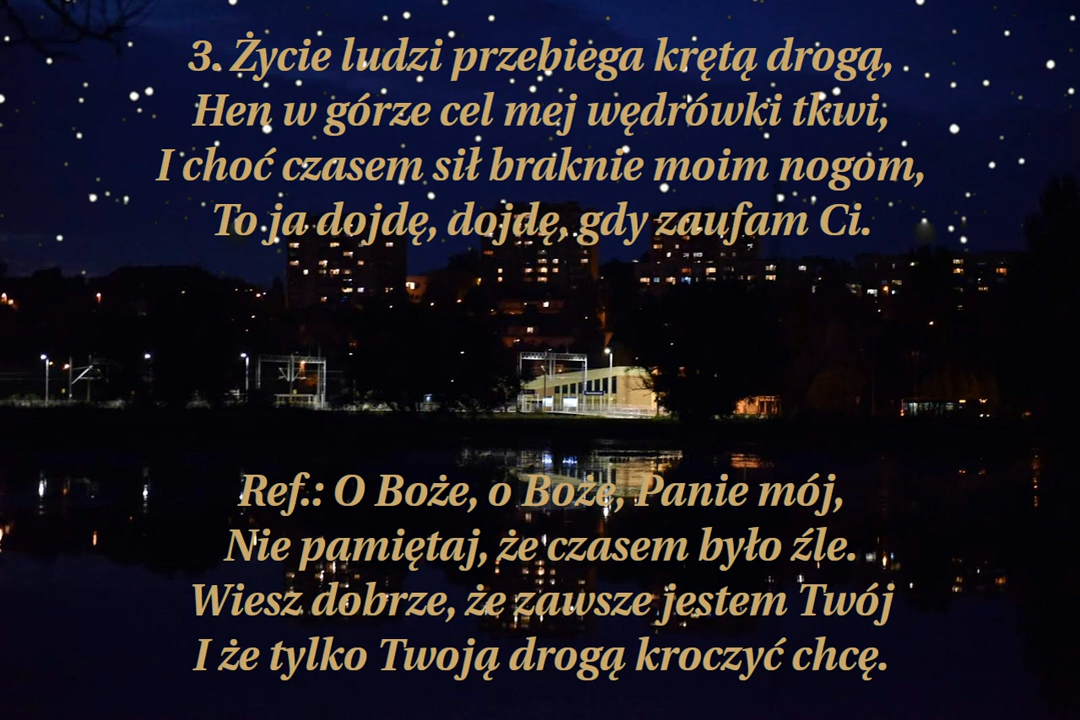 3. Życie ludzi przebiega krętą drogą,
Hen w górze cel mej wędrówki tkwi,
I choć czasem sił braknie moim nogom,
To ja dojdę, dojdę, gdy zaufam Ci.
Ref.: O Boże, o Boże, Panie mój,
Nie pamiętaj, że czasem było źle.
Wiesz dobrze, że zawsze jestem Twój
I że tylko Twoją drogą kroczyć chcę.